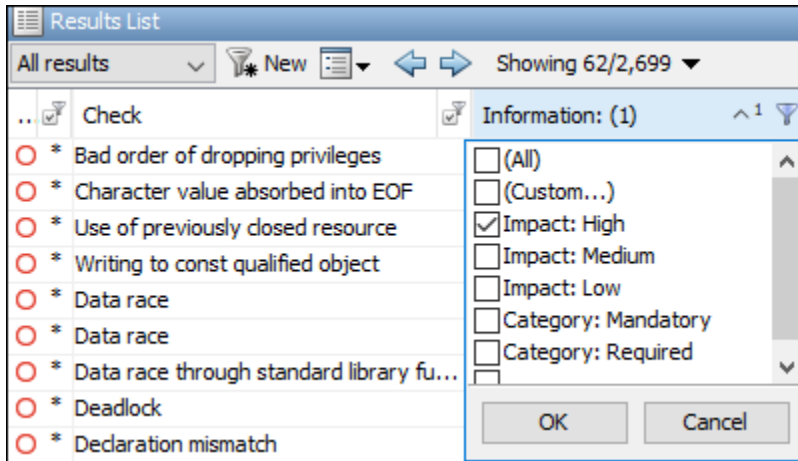 Results List
All results New Showing 62/2,699
... Check Information: (1) 1
* Bad order of dropping privileges
* Character value absorbed into EOF
* Use of previously closed resource
* Writing to const qualified object
* Data race
* Data race
* Data race through standard library fu...
* Deadlock
* Declaration mismatch
(All)
(Custom...)
Impact: High
Impact: Medium
Impact: Low
Category: Mandatory
Category: Required
OK Cancel